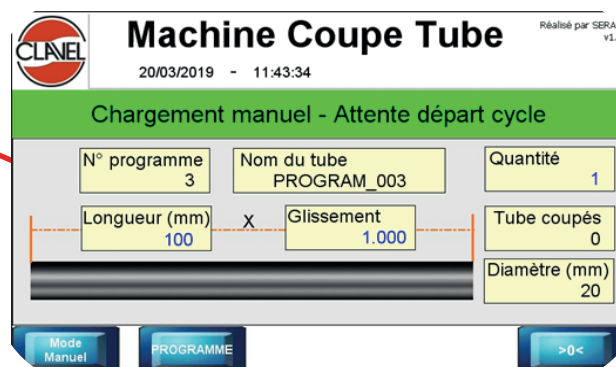 CLAVEL
Machine Coupe Tube
Réalisé par SERA
v1.
20/03/2019 - 11:43:34
Chargement manuel - Attente départ cycle
N° programme
3
Nom du tube
PROGRAM_003
Quantité
1
Longueur (mm)
100
X
Glissement
1.000
Tube coupés
0
Diamètre (mm)
20
Mode
Manuel
PROGRAMME
>0<